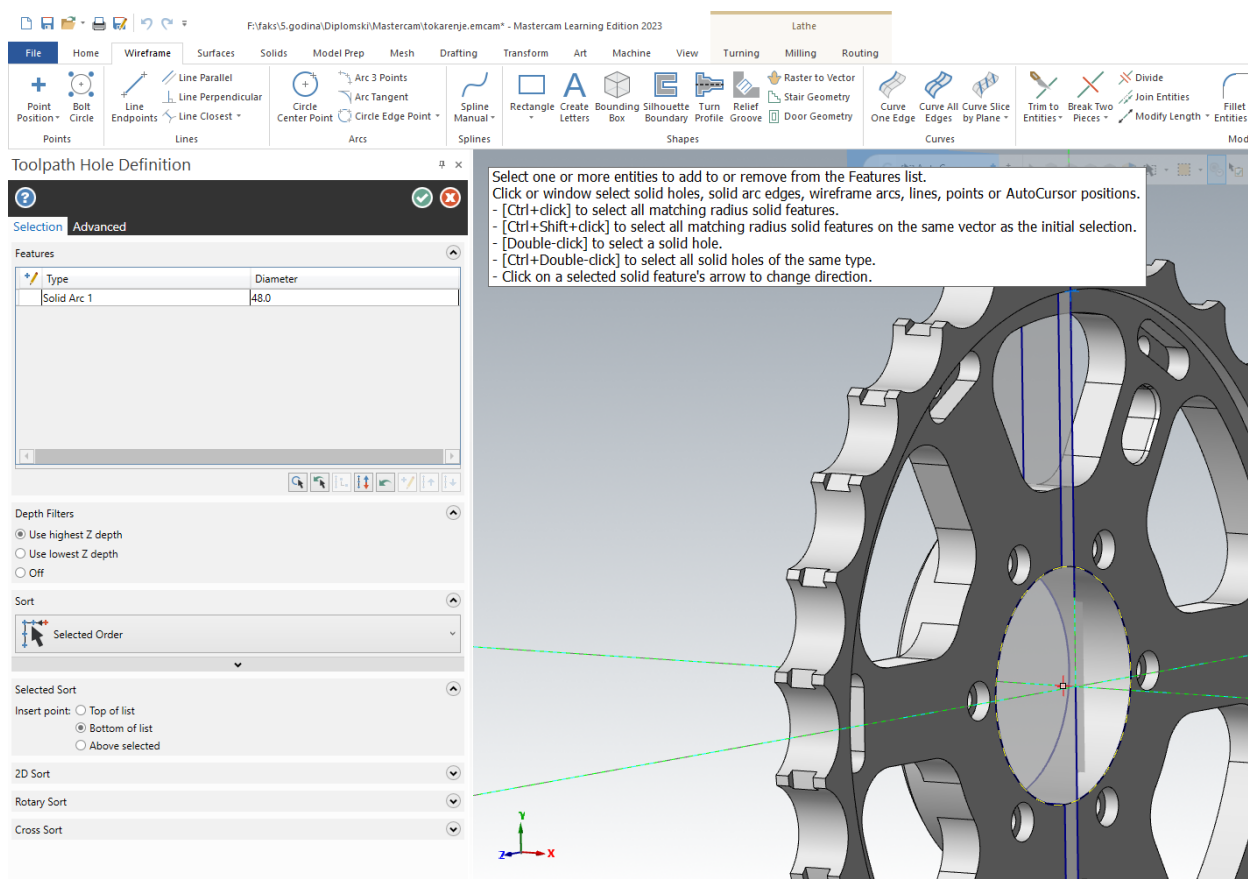 F:\faks\5.godina\Diplomski\Mastercam\tokarenje.emcam* - Mastercam Learning Edition 2023
Lathe
File Home Wireframe Surfaces Solids Model Prep Mesh Drafting Transform Art Machine View Turning Milling Routing
Point Position
Bolt Circle
Points
Line Endpoints
Line Parallel
Line Perpendicular
Line Closest
Lines
Circle Center Point
Arc 3 Points
Arc Tangent
Circle Edge Point
Arcs
Spline Manual
Splines
Rectangle
Create Letters
Bounding Box
Silhouette Boundary
Turn Profile
Relief Groove
Raster to Vector
Stair Geometry
Door Geometry
Shapes
Curve One Edge
Curve All Edges
Curve Slice by Plane
Curves
Trim to Entities
Break Two Pieces
Divide
Join Entities
Modify Length
Fillet Entities
Mod
Toolpath Hole Definition
Selection Advanced
Features
Type Diameter
Solid Arc 1 48.0
Depth Filters
Use highest Z depth
Use lowest Z depth
Off
Sort
Selected Order
Selected Sort
Insert point: Top of list
Bottom of list
Above selected
2D Sort
Rotary Sort
Cross Sort
Select one or more entities to add to or remove from the Features list.
Click or window select solid holes, solid arc edges, wireframe arcs, lines, points or AutoCursor positions.
- [Ctrl+click] to select all matching radius solid features.
- [Ctrl+Shift+click] to select all matching radius solid features on the same vector as the initial selection.
- [Double-click] to select a solid hole.
- [Ctrl+Double-click] to select all solid holes of the same type.
- Click on a selected solid feature's arrow to change direction.
Y
Z X